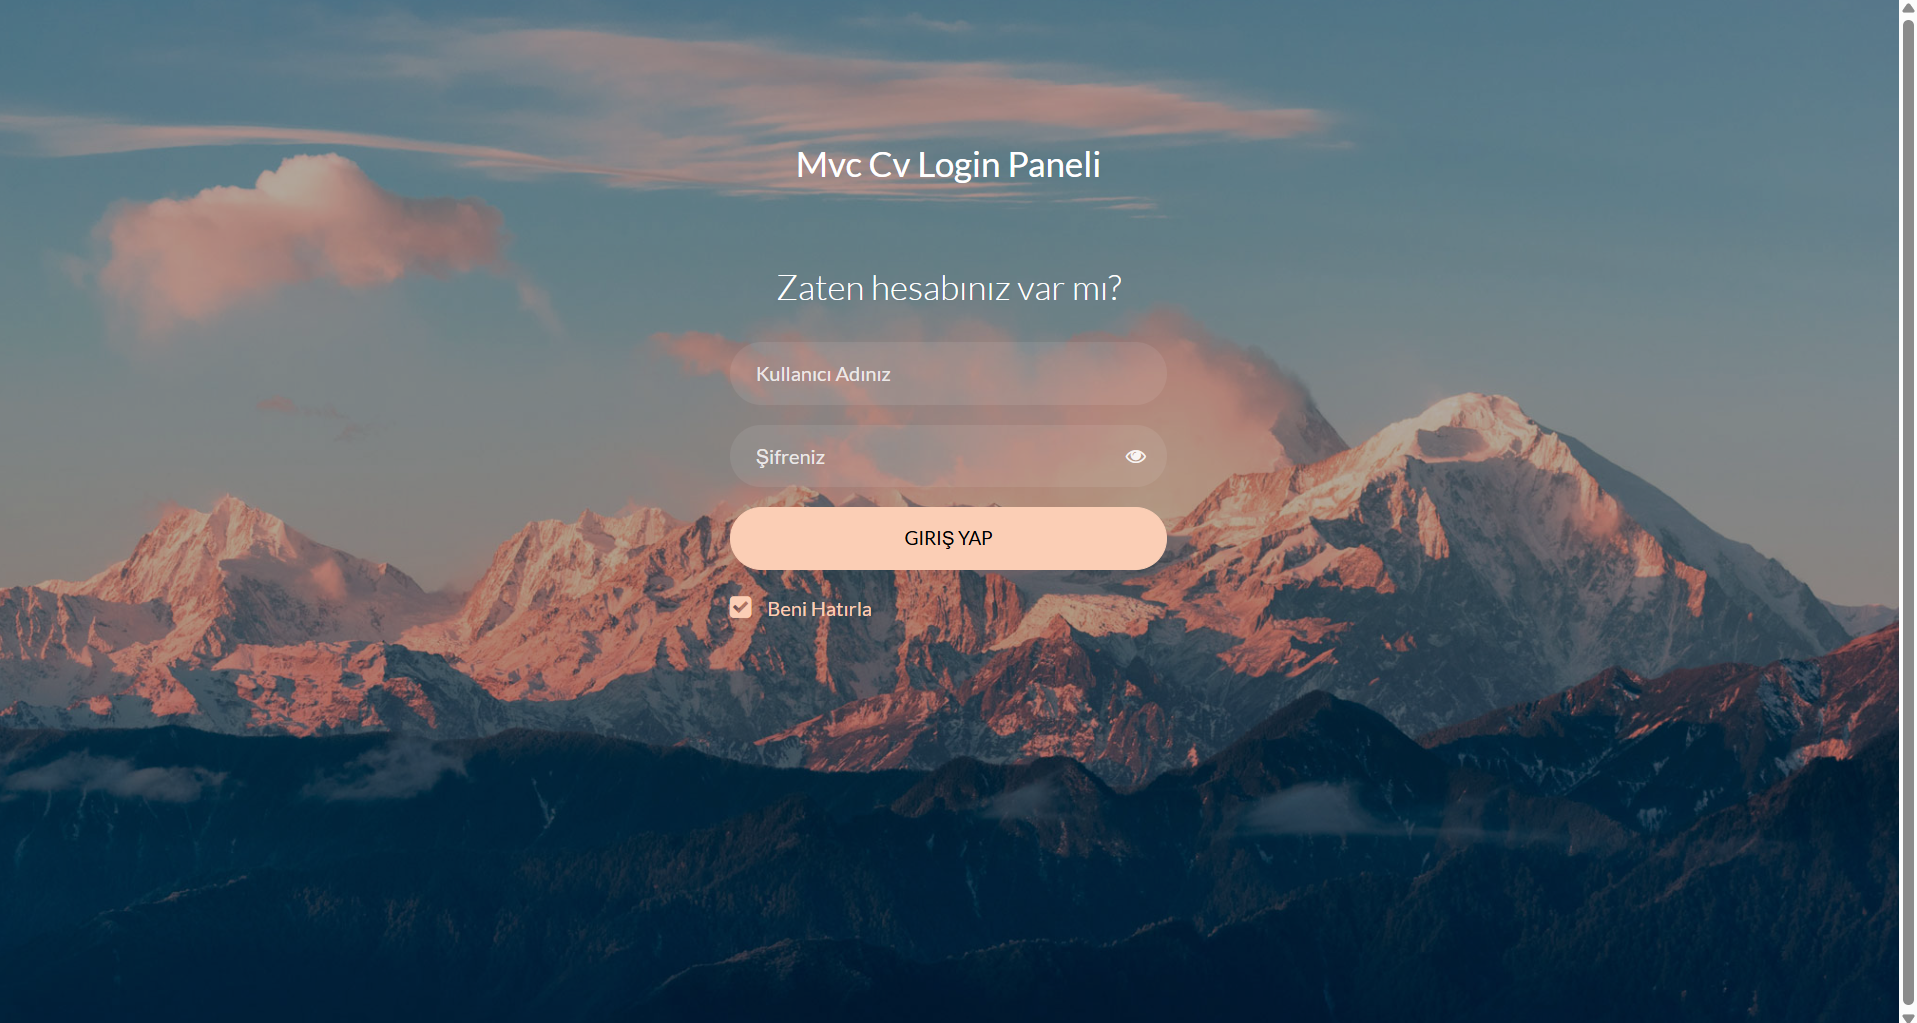 Mvc Cv Login Paneli
Zaten hesabınız var mı?
Kullanıcı Adınız
Şifreniz
GIRIŞ YAP
Beni Hatırla